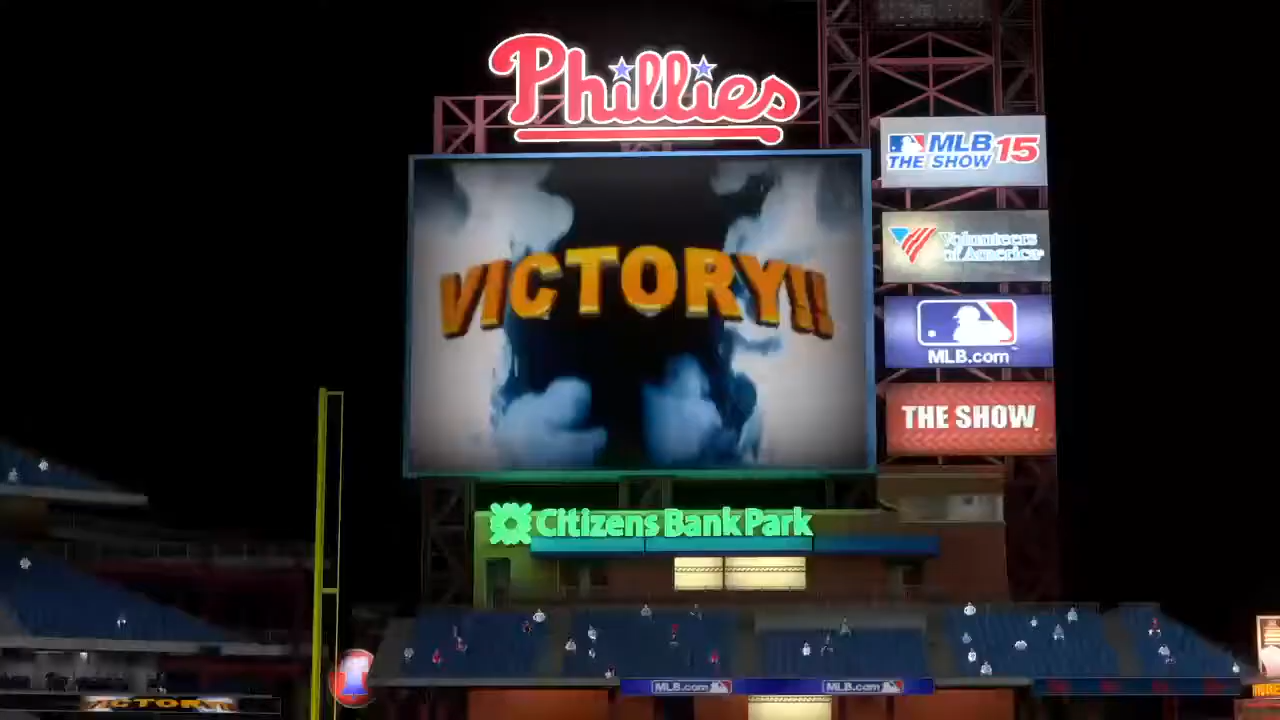 Phillies
MLB 15
THE SHOW
VICTORY!!
Volunteers
of America
MLB.com
THE SHOW
Citizens Bank Park
MLB.com
MLB.com
VICTORY!!